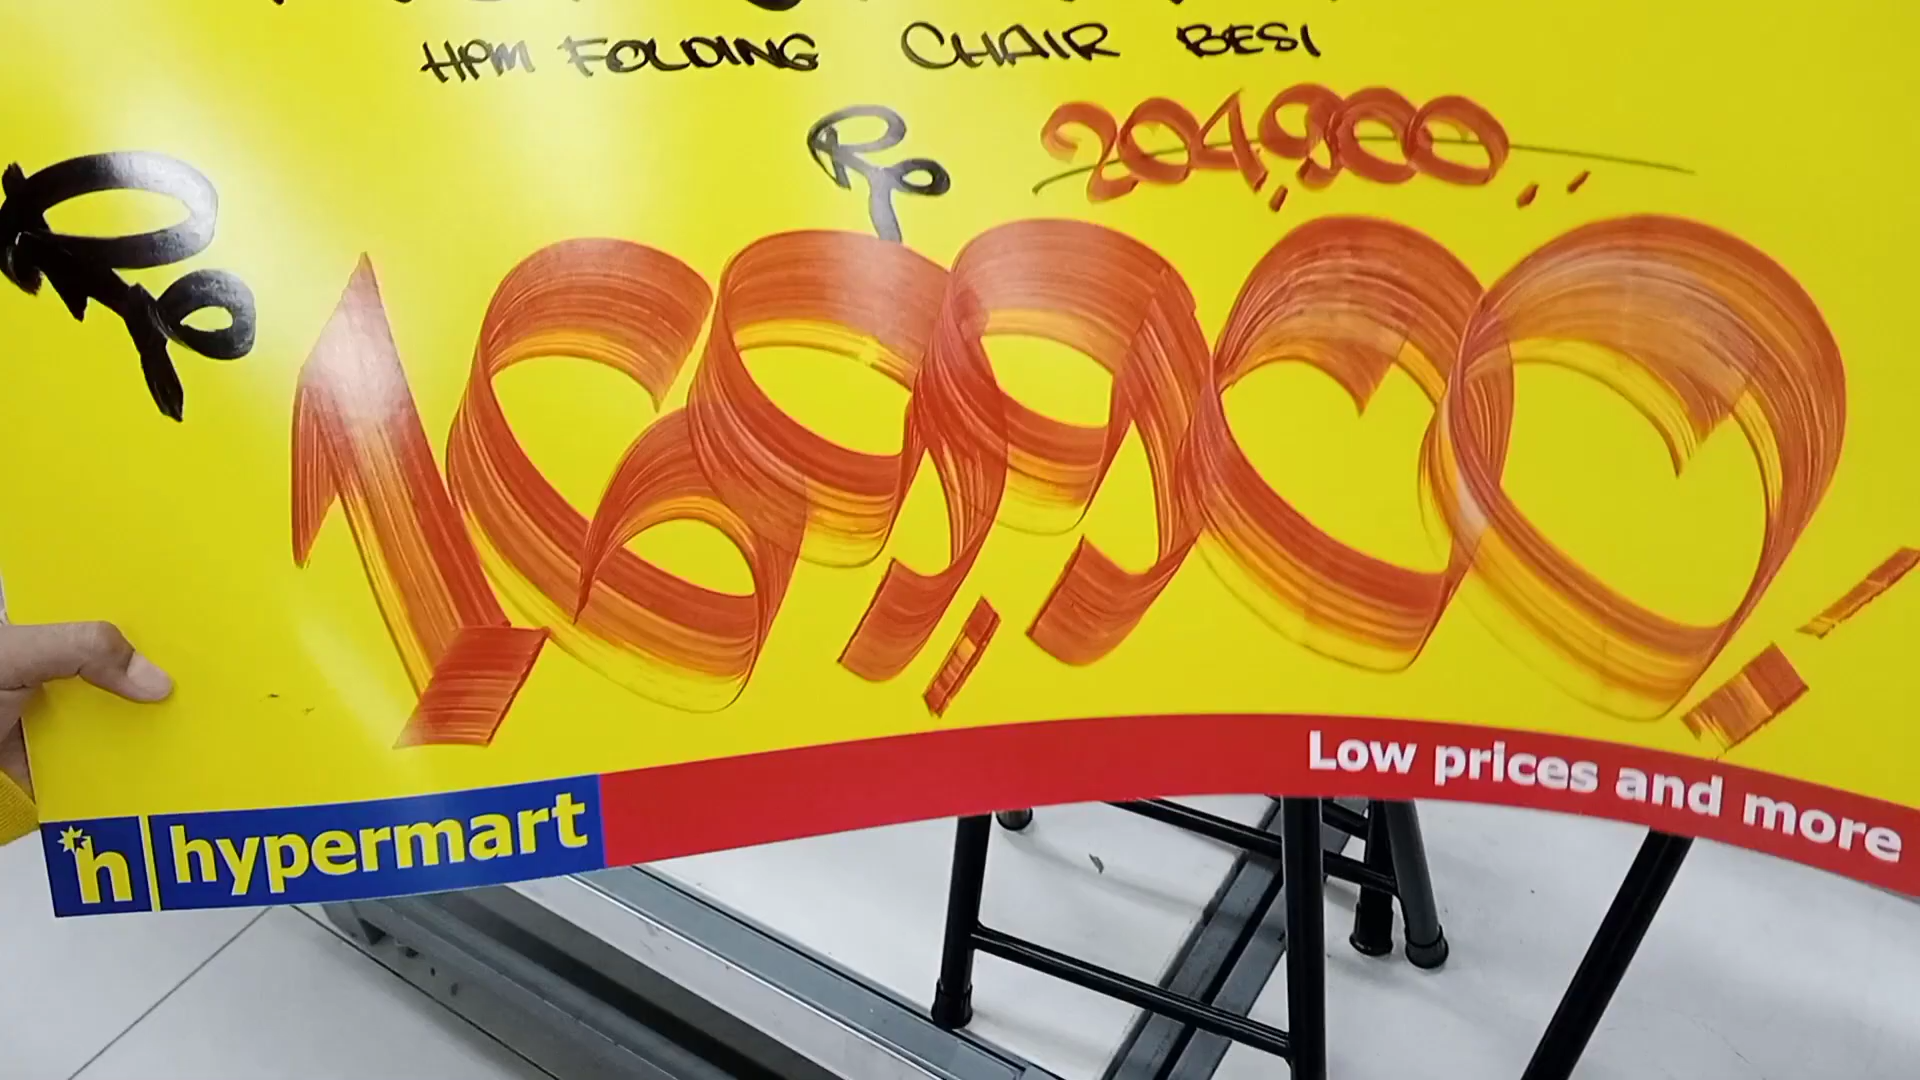 HPM FOLDING CHAIR BESI
Rp 204,900
Rp 169,900
h hypermart
Low prices and more